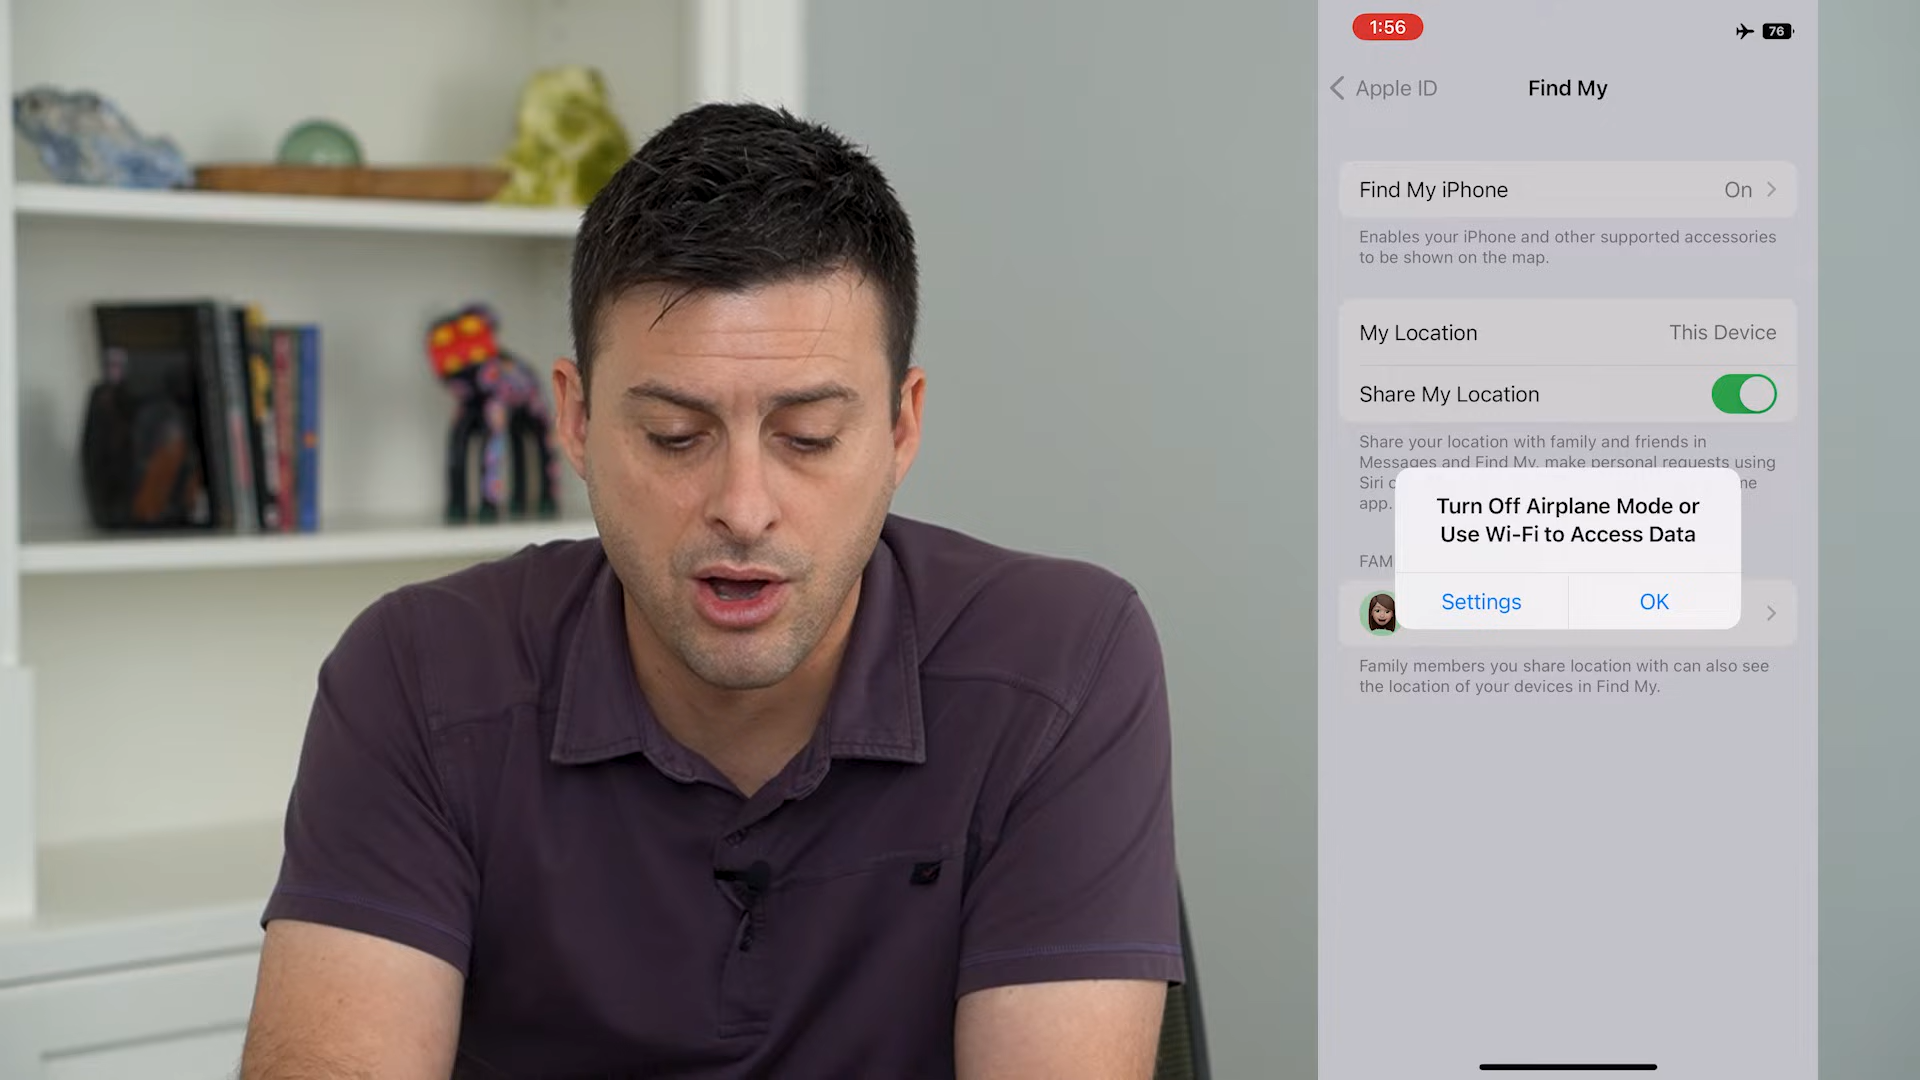 1:56
76
Apple ID
Find My
Find My iPhone
On
Enables your iPhone and other supported accessories
to be shown on the map.
My Location
This Device
Share My Location
Share your location with family and friends in
Messages and Find My, make personal requests using
Siri
app.
Turn Off Airplane Mode or
Use Wi-Fi to Access Data
FAM
Settings
OK
Family members you share location with can also see
the location of your devices in Find My.